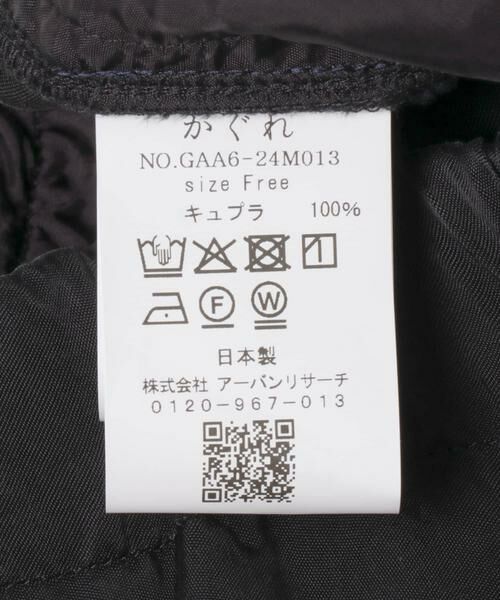 かぐれ
NO.GAA6-24M013
size Free
キュプラ 100%
F W
日本製
株式会社 アーバンリサーチ
0120-967-013